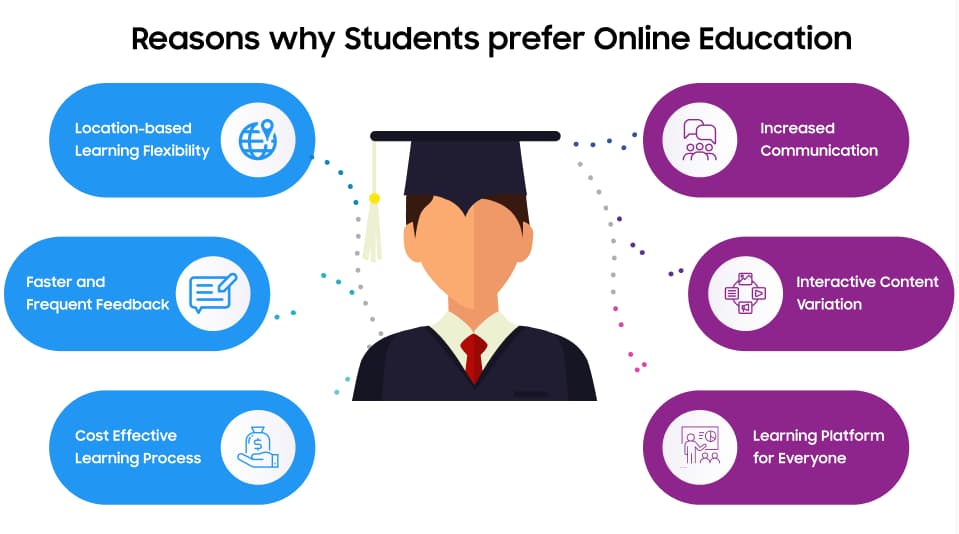 Reasons why Students prefer Online Education
Location-based
Learning Flexibility
Faster and
Frequent Feedback
Cost Effective
Learning Process
$
Increased
Communication
Interactive Content
Variation
Learning Platform
for Everyone